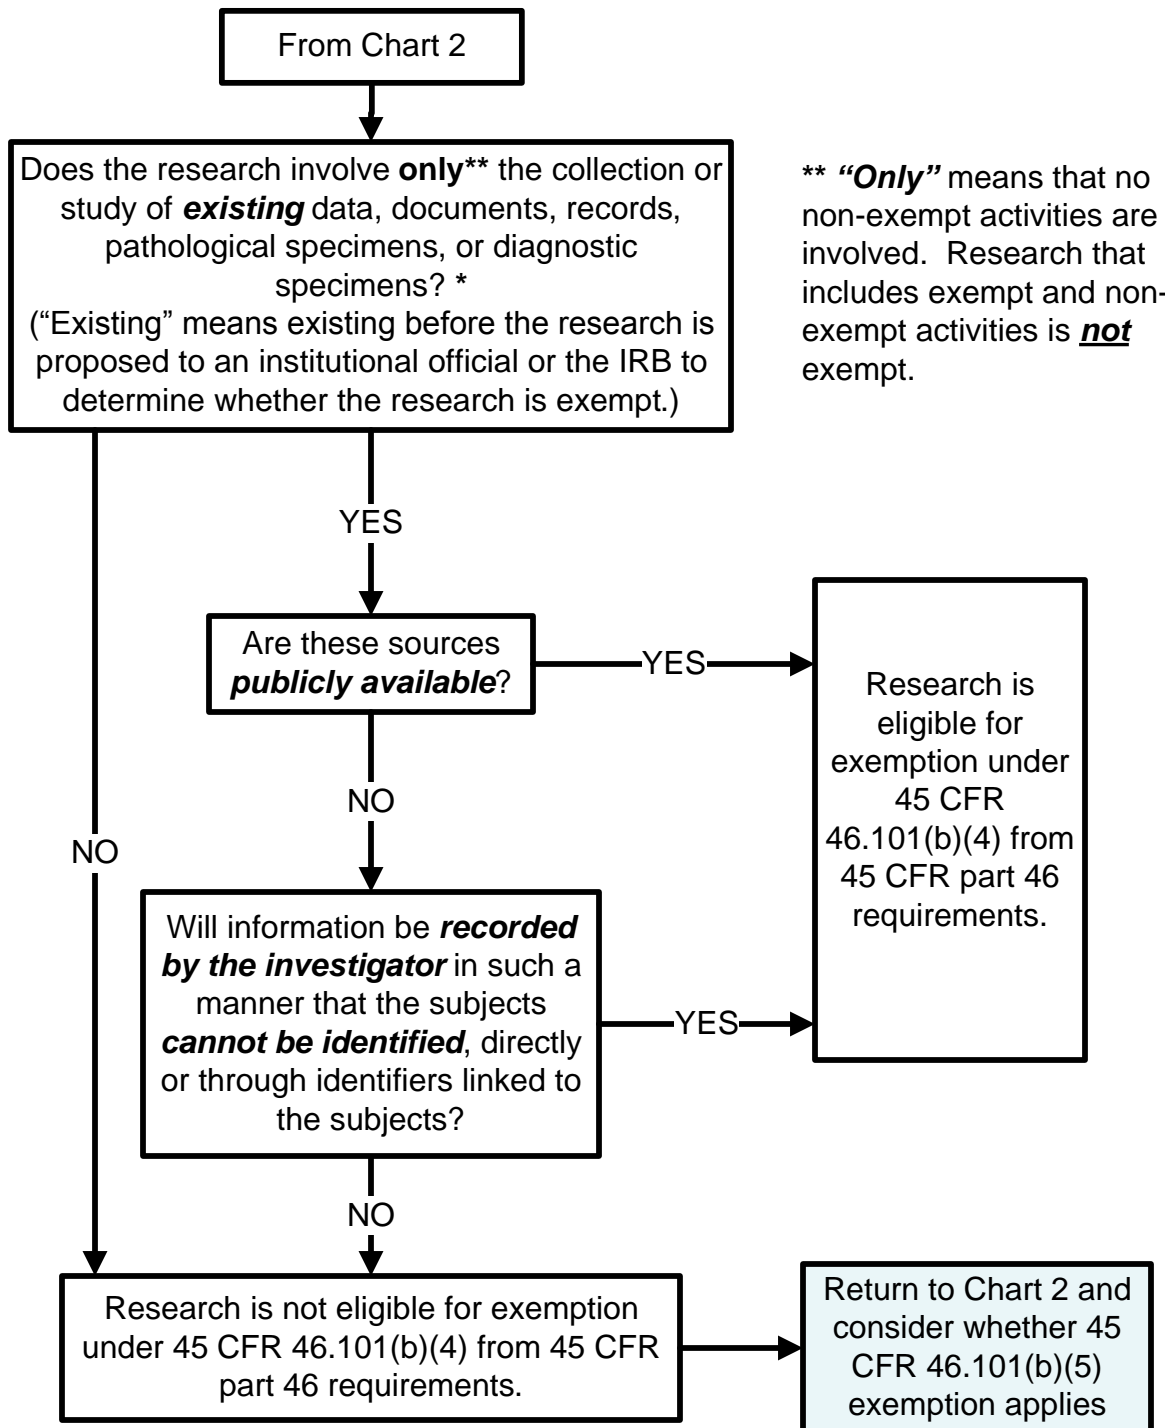 From Chart 2
Does the research involve only** the collection or
study of existing data, documents, records,
pathological specimens, or diagnostic
specimens? *
(“Existing” means existing before the research is
proposed to an institutional official or the IRB to
determine whether the research is exempt.)
** “Only” means that no
non-exempt activities are
involved. Research that
includes exempt and non-
exempt activities is not
exempt.
YES
Are these sources
publicly available?
YES
Research is
eligible for
exemption under
45 CFR
46.101(b)(4) from
45 CFR part 46
requirements.
NO
NO
Will information be recorded
by the investigator in such a
manner that the subjects
cannot be identified, directly
or through identifiers linked to
the subjects?
YES
NO
Research is not eligible for exemption
under 45 CFR 46.101(b)(4) from 45 CFR
part 46 requirements.
Return to Chart 2 and
consider whether 45
CFR 46.101(b)(5)
exemption applies